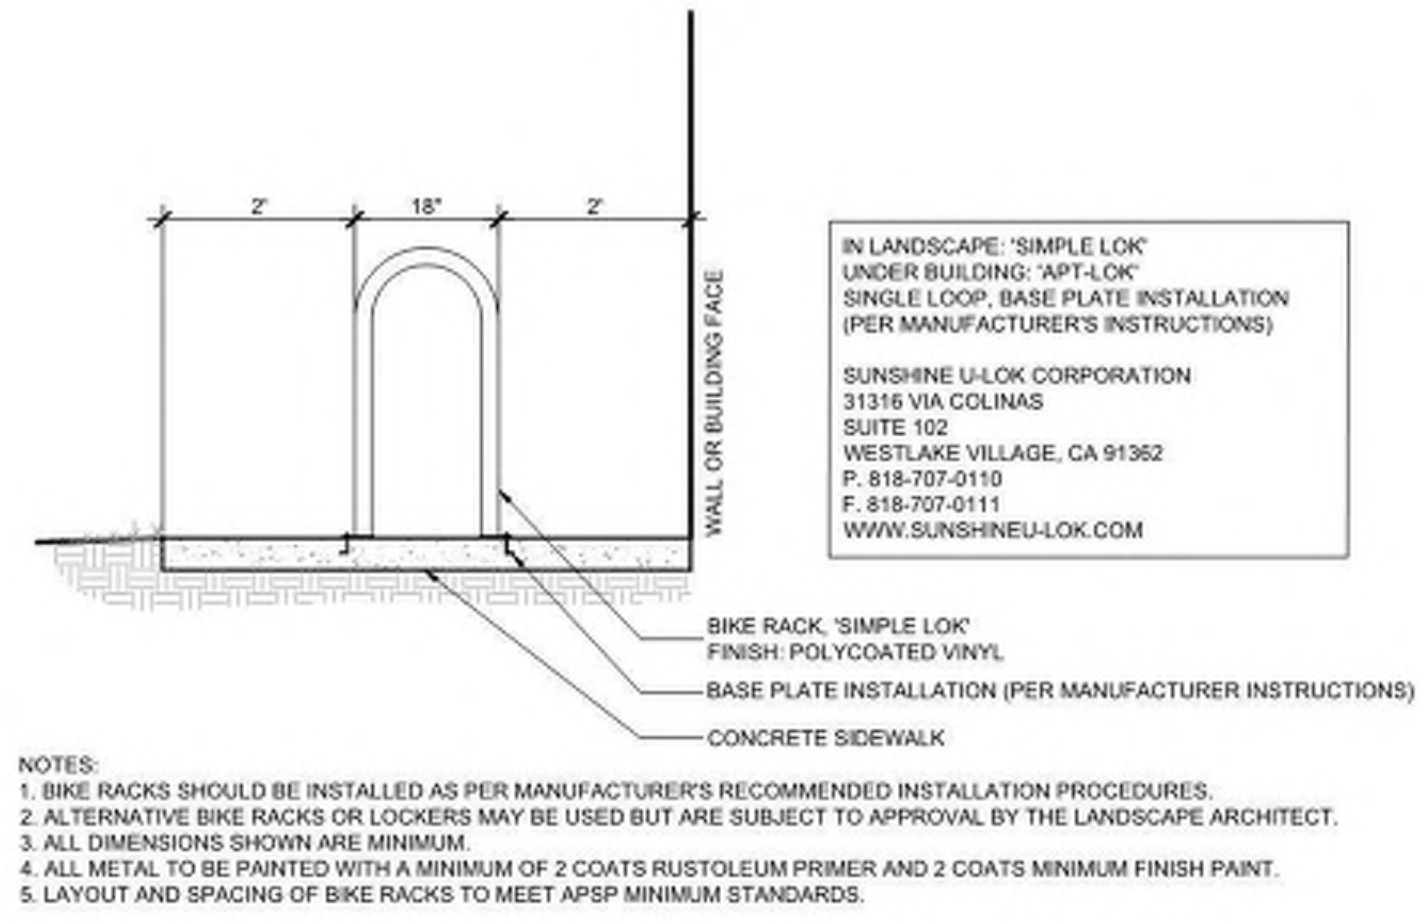 2' 18" 2'
WALL OR BUILDING FACE
IN LANDSCAPE: 'SIMPLE LOK'
UNDER BUILDING: 'APT-LOK'
SINGLE LOOP, BASE PLATE INSTALLATION
(PER MANUFACTURER'S INSTRUCTIONS)
SUNSHINE U-LOK CORPORATION
31316 VIA COLINAS
SUITE 102
WESTLAKE VILLAGE, CA 91362
P. 818-707-0110
F. 818-707-0111
WWW.SUNSHINEU-LOK.COM
BIKE RACK, 'SIMPLE LOK'
FINISH: POLYCOATED VINYL
BASE PLATE INSTALLATION (PER MANUFACTURER INSTRUCTIONS)
CONCRETE SIDEWALK
NOTES:
1. BIKE RACKS SHOULD BE INSTALLED AS PER MANUFACTURER'S RECOMMENDED INSTALLATION PROCEDURES.
2. ALTERNATIVE BIKE RACKS OR LOCKERS MAY BE USED BUT ARE SUBJECT TO APPROVAL BY THE LANDSCAPE ARCHITECT.
3. ALL DIMENSIONS SHOWN ARE MINIMUM.
4. ALL METAL TO BE PAINTED WITH A MINIMUM OF 2 COATS RUSTOLEUM PRIMER AND 2 COATS MINIMUM FINISH PAINT.
5. LAYOUT AND SPACING OF BIKE RACKS TO MEET APSP MINIMUM STANDARDS.